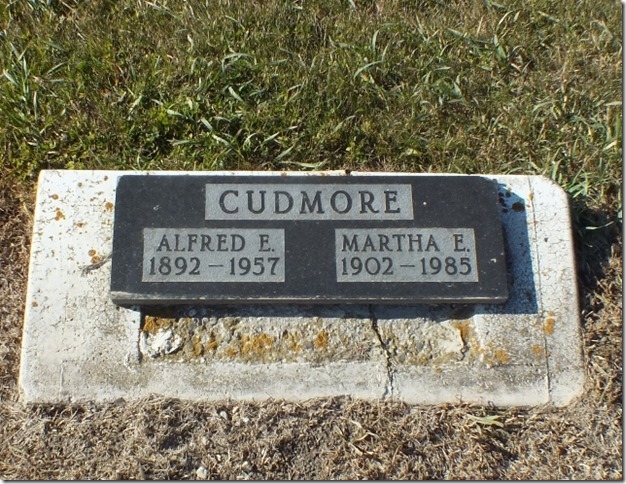 CUDMORE
ALFRED E. MARTHA E.
1892 – 1957 1902 – 1985